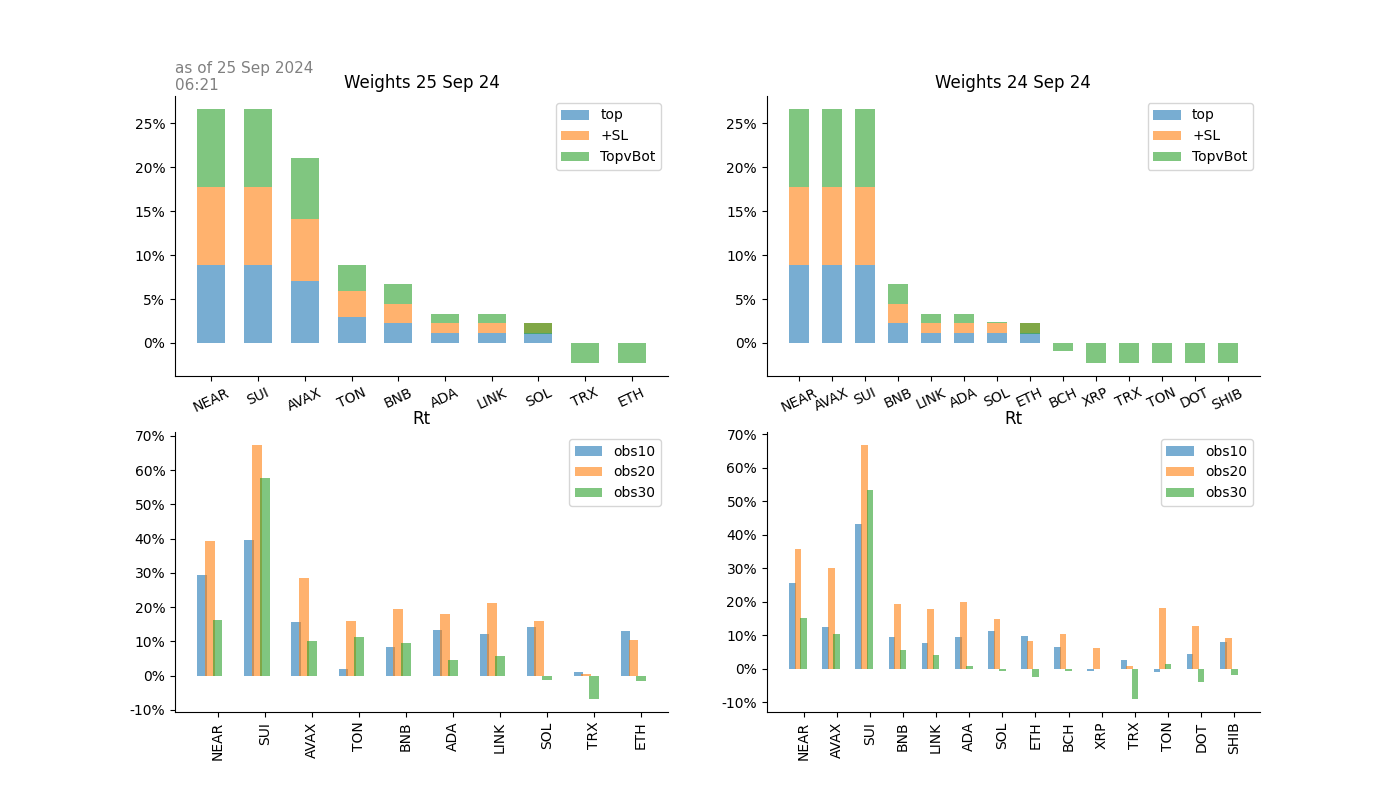 as of 25 Sep 2024
06:21
Weights 25 Sep 24
25%
20%
15%
10%
5%
0%
top
+SL
TopvBot
NEAR
SUI
AVAX
TON
BNB
ADA
LINK
SOL
TRX
ETH
Weights 24 Sep 24
25%
20%
15%
10%
5%
0%
top
+SL
TopvBot
NEAR
AVAX
SUI
BNB
LINK
ADA
SOL
ETH
BCH
XRP
TRX
TON
DOT
SHIB
Rt
70%
60%
50%
40%
30%
20%
10%
0%
-10%
obs10
obs20
obs30
NEAR
SUI
AVAX
TON
BNB
ADA
LINK
SOL
TRX
ETH
Rt
70%
60%
50%
40%
30%
20%
10%
0%
-10%
obs10
obs20
obs30
NEAR
AVAX
SUI
BNB
LINK
ADA
SOL
ETH
BCH
XRP
TRX
TON
DOT
SHIB